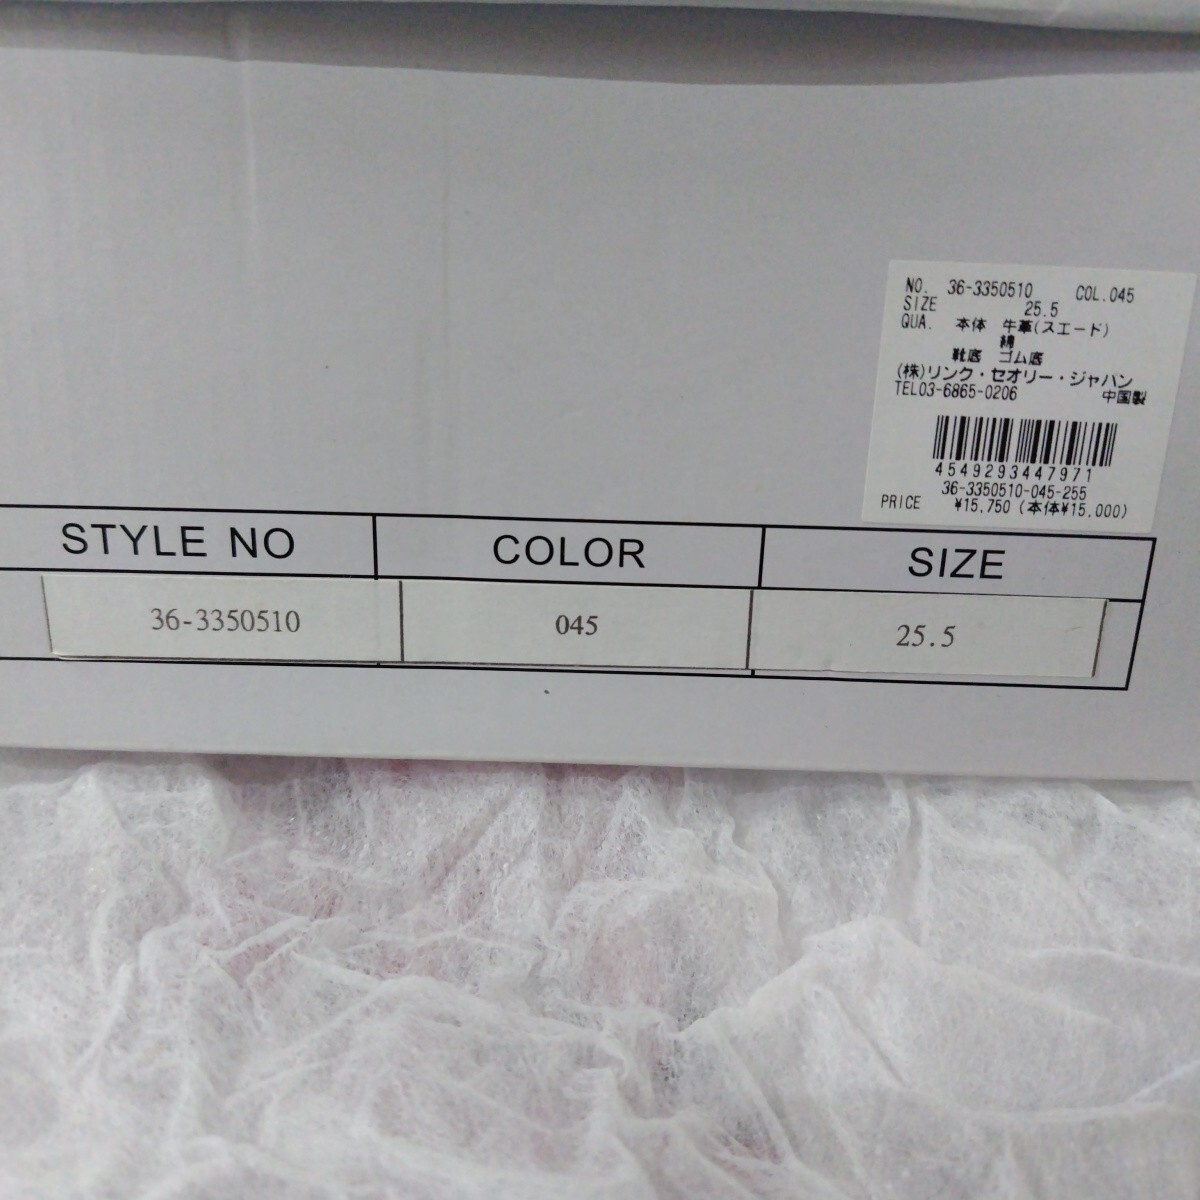 NO. 36-3350510 COL.045
SIZE 25.5
QUA. 本体 牛革(スエード)
綿
靴底 ゴム底
(株)リンク・セオリー・ジャパン
TEL03-6865-0206 中国製
4549293447971
36-3350510-045-255
PRICE ¥15,750 (本体¥15,000)
STYLE NO COLOR SIZE
36-3350510 045 25.5